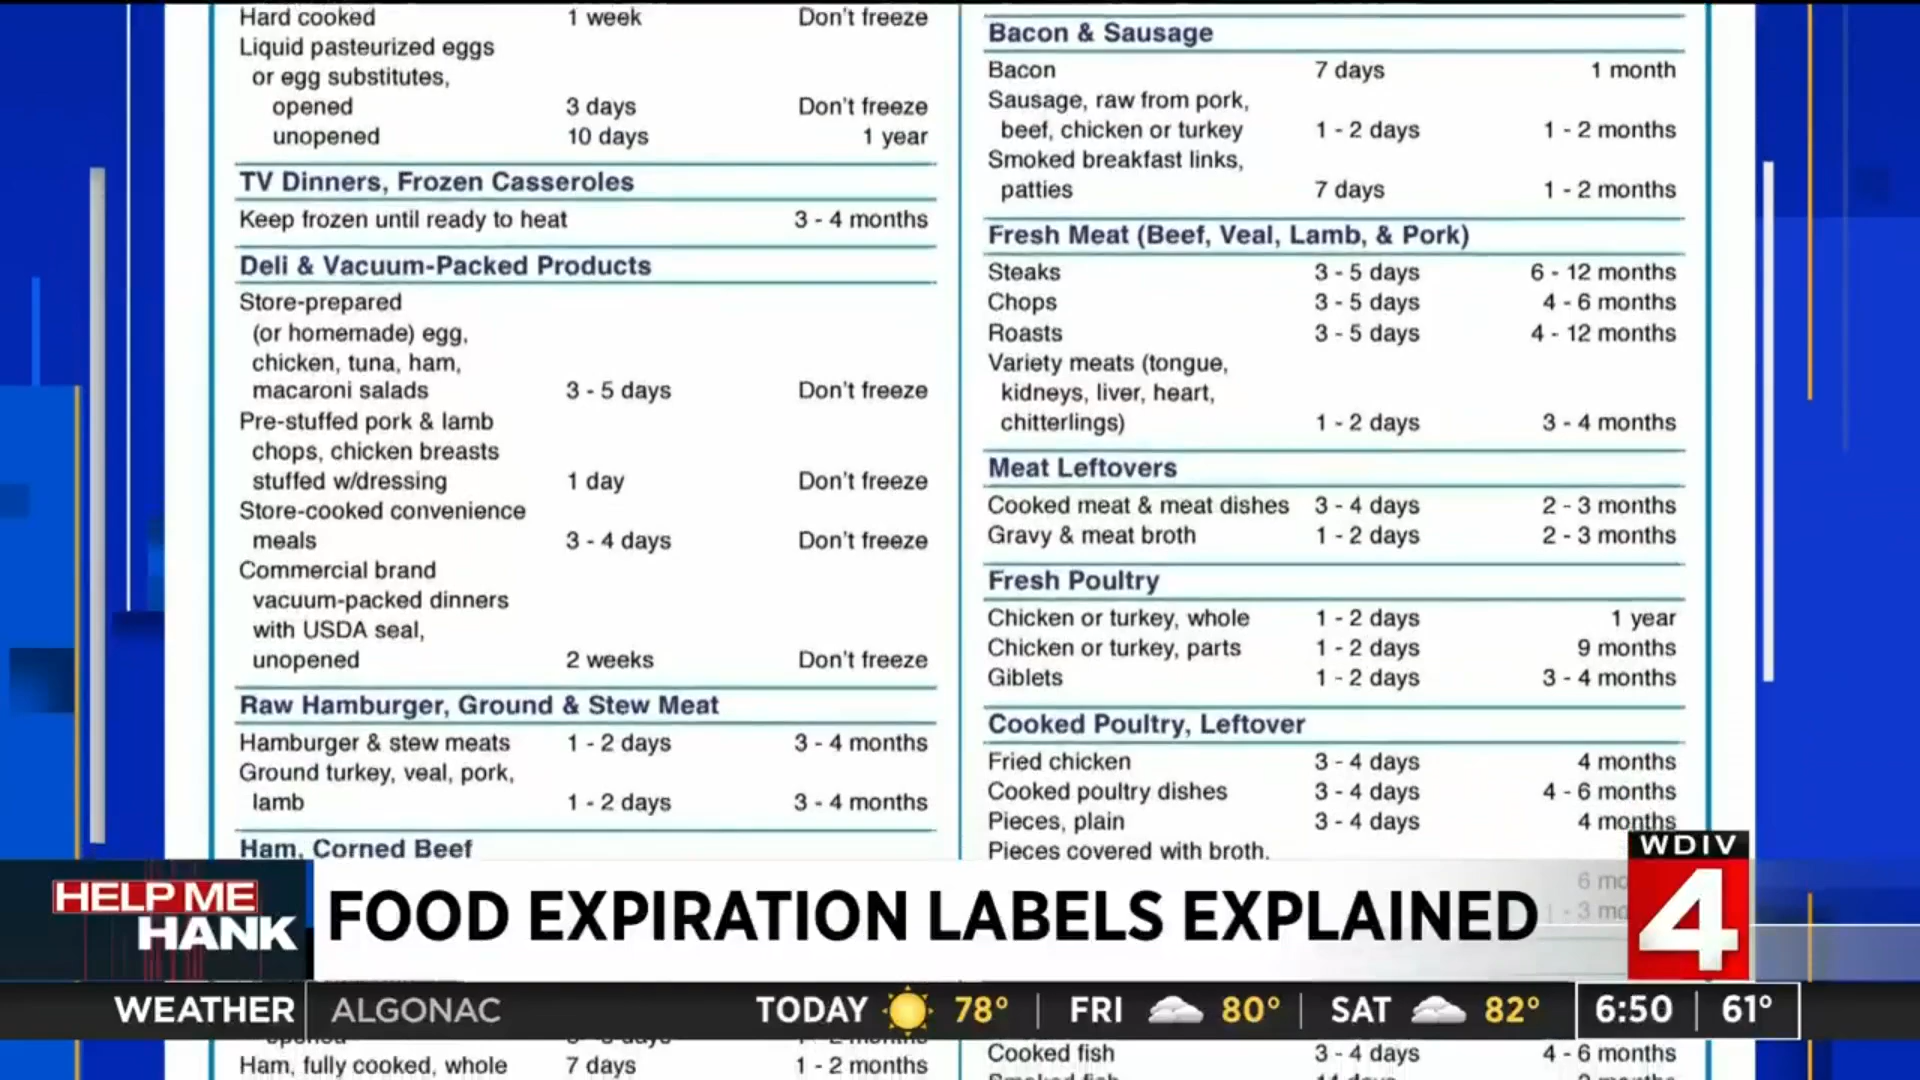 Hard cooked 1 week Don't freeze
Liquid pasteurized eggs
or egg substitutes,
opened 3 days Don't freeze
unopened 10 days 1 year
TV Dinners, Frozen Casseroles
Keep frozen until ready to heat 3 - 4 months
Deli & Vacuum-Packed Products
Store-prepared
(or homemade) egg,
chicken, tuna, ham,
macaroni salads 3 - 5 days Don't freeze
Pre-stuffed pork & lamb
chops, chicken breasts
stuffed w/dressing 1 day Don't freeze
Store-cooked convenience
meals 3 - 4 days Don't freeze
Commercial brand
vacuum-packed dinners
with USDA seal,
unopened 2 weeks Don't freeze
Raw Hamburger, Ground & Stew Meat
Hamburger & stew meats 1 - 2 days 3 - 4 months
Ground turkey, veal, pork,
lamb 1 - 2 days 3 - 4 months
Ham, Corned Beef
Bacon & Sausage
Bacon 7 days 1 month
Sausage, raw from pork,
beef, chicken or turkey 1 - 2 days 1 - 2 months
Smoked breakfast links,
patties 7 days 1 - 2 months
Fresh Meat (Beef, Veal, Lamb, & Pork)
Steaks 3 - 5 days 6 - 12 months
Chops 3 - 5 days 4 - 6 months
Roasts 3 - 5 days 4 - 12 months
Variety meats (tongue,
kidneys, liver, heart,
chitterlings) 1 - 2 days 3 - 4 months
Meat Leftovers
Cooked meat & meat dishes 3 - 4 days 2 - 3 months
Gravy & meat broth 1 - 2 days 2 - 3 months
Fresh Poultry
Chicken or turkey, whole 1 - 2 days 1 year
Chicken or turkey, parts 1 - 2 days 9 months
Giblets 1 - 2 days 3 - 4 months
Cooked Poultry, Leftover
Fried chicken 3 - 4 days 4 months
Cooked poultry dishes 3 - 4 days 4 - 6 months
Pieces, plain 3 - 4 days 4 months
Pieces covered with broth,
WDIV
4
HELP ME
HANK
FOOD EXPIRATION LABELS EXPLAINED
WEATHER ALGONAC TODAY 78° FRI 80° SAT 82° 6:50 61°
Ham, fully cooked, whole 7 days 1 - 2 months
Cooked fish 3 - 4 days 4 - 6 months